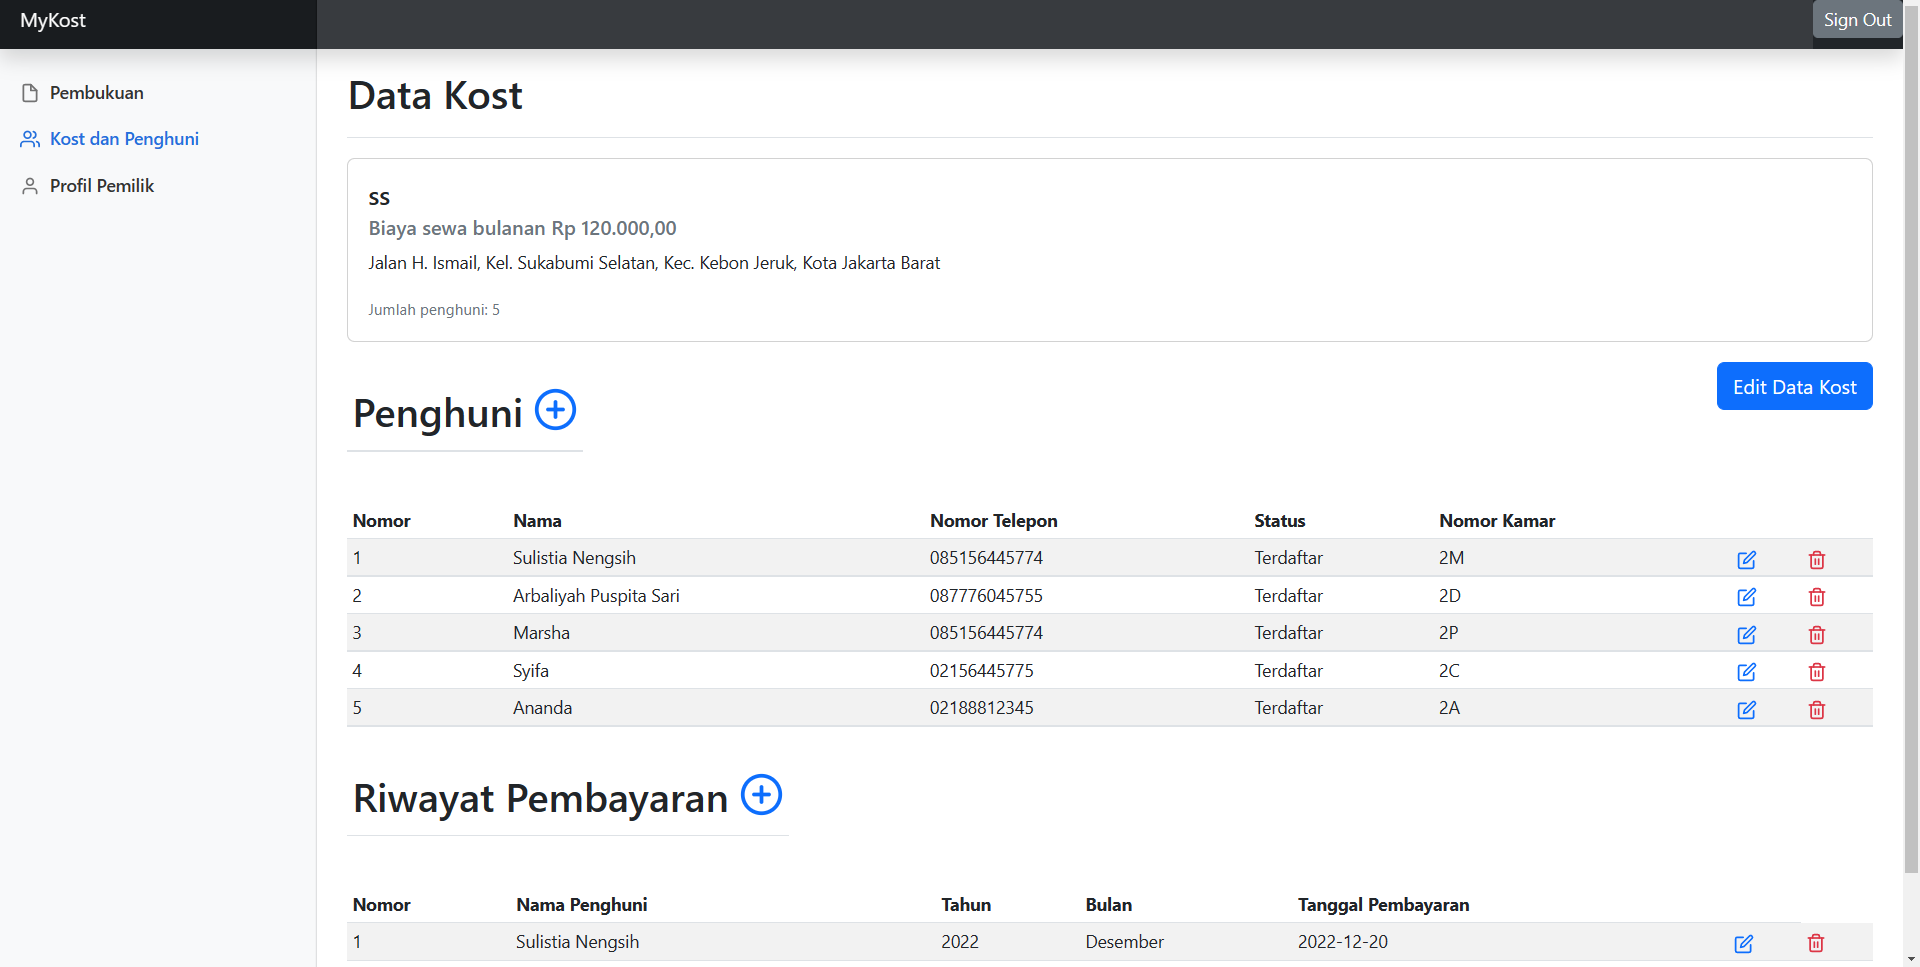 MyKost
Sign Out
Pembukuan
Kost dan Penghuni
Profil Pemilik
Data Kost
SS
Biaya sewa bulanan Rp 120.000,00
Jalan H. Ismail, Kel. Sukabumi Selatan, Kec. Kebon Jeruk, Kota Jakarta Barat
Jumlah penghuni: 5
Edit Data Kost
Penghuni
Nomor Nama Nomor Telepon Status Nomor Kamar
1 Sulistia Nengsih 085156445774 Terdaftar 2M
2 Arbaliyah Puspita Sari 087776045755 Terdaftar 2D
3 Marsha 085156445774 Terdaftar 2P
4 Syifa 02156445775 Terdaftar 2C
5 Ananda 02188812345 Terdaftar 2A
Riwayat Pembayaran
Nomor Nama Penghuni Tahun Bulan Tanggal Pembayaran
1 Sulistia Nengsih 2022 Desember 2022-12-20